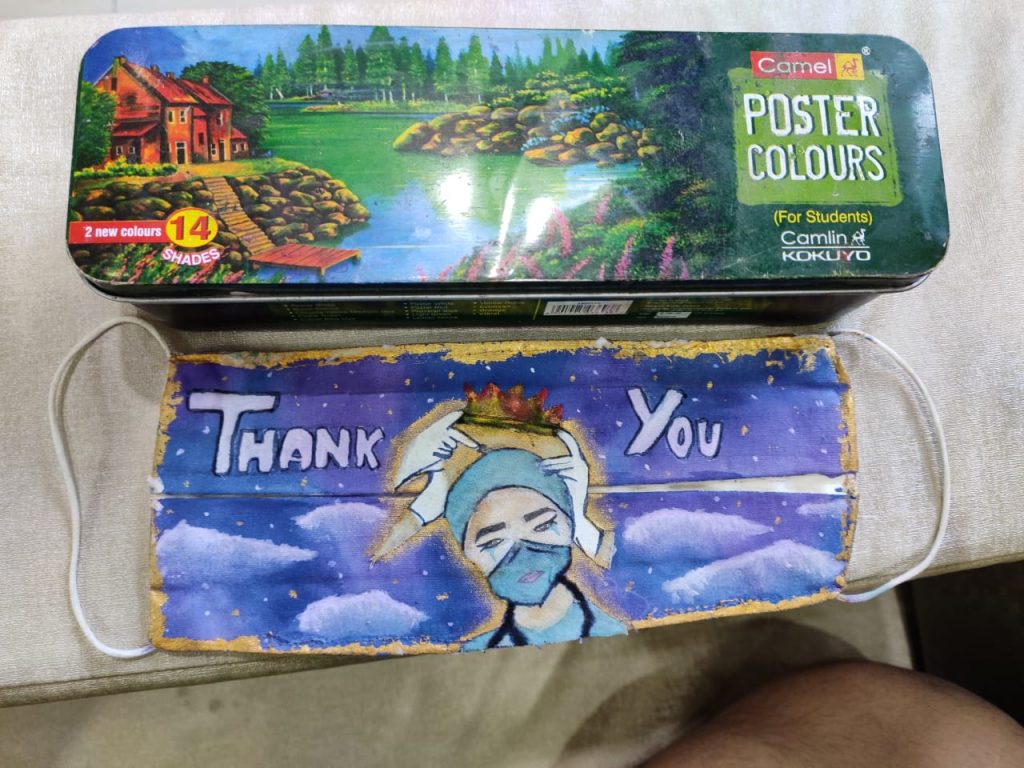 Camel
®
POSTER
COLOURS
(For Students)
Camlin
KOKUYO
2 new colours
14
SHADES
THANK YOU